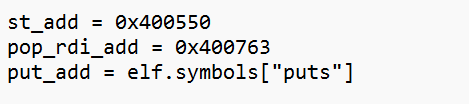 st_add = 0x400550
pop_rdi_add = 0x400763
put_add = elf.symbols["puts"]